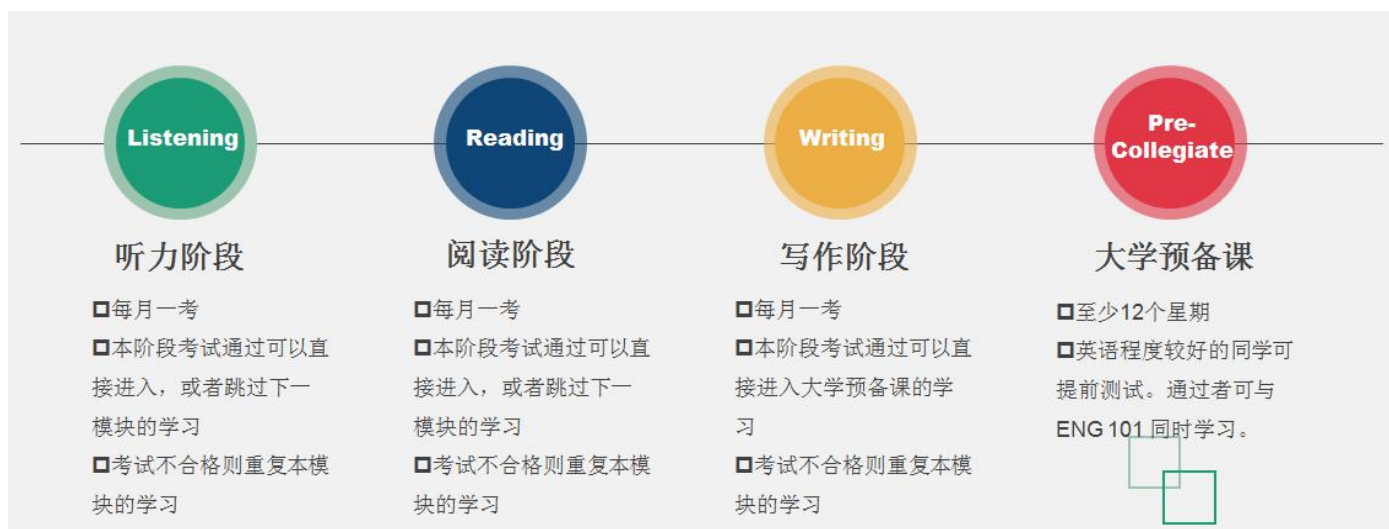 Listening
Reading
Writing
Pre-
Collegiate
听力阶段
□每月一考
□本阶段考试通过可以直
接进入，或者跳过下一
模块的学习
□考试不合格则重复本模
块的学习
阅读阶段
□每月一考
□本阶段考试通过可以直
接进入，或者跳过下一
模块的学习
□考试不合格则重复本模
块的学习
写作阶段
□每月一考
□本阶段考试通过可以直
接进入大学预备课的学
习
□考试不合格则重复本模
块的学习
大学预备课
□至少12个星期
□英语程度较好的同学可
提前测试。通过者可与
ENG 101 同时学习。